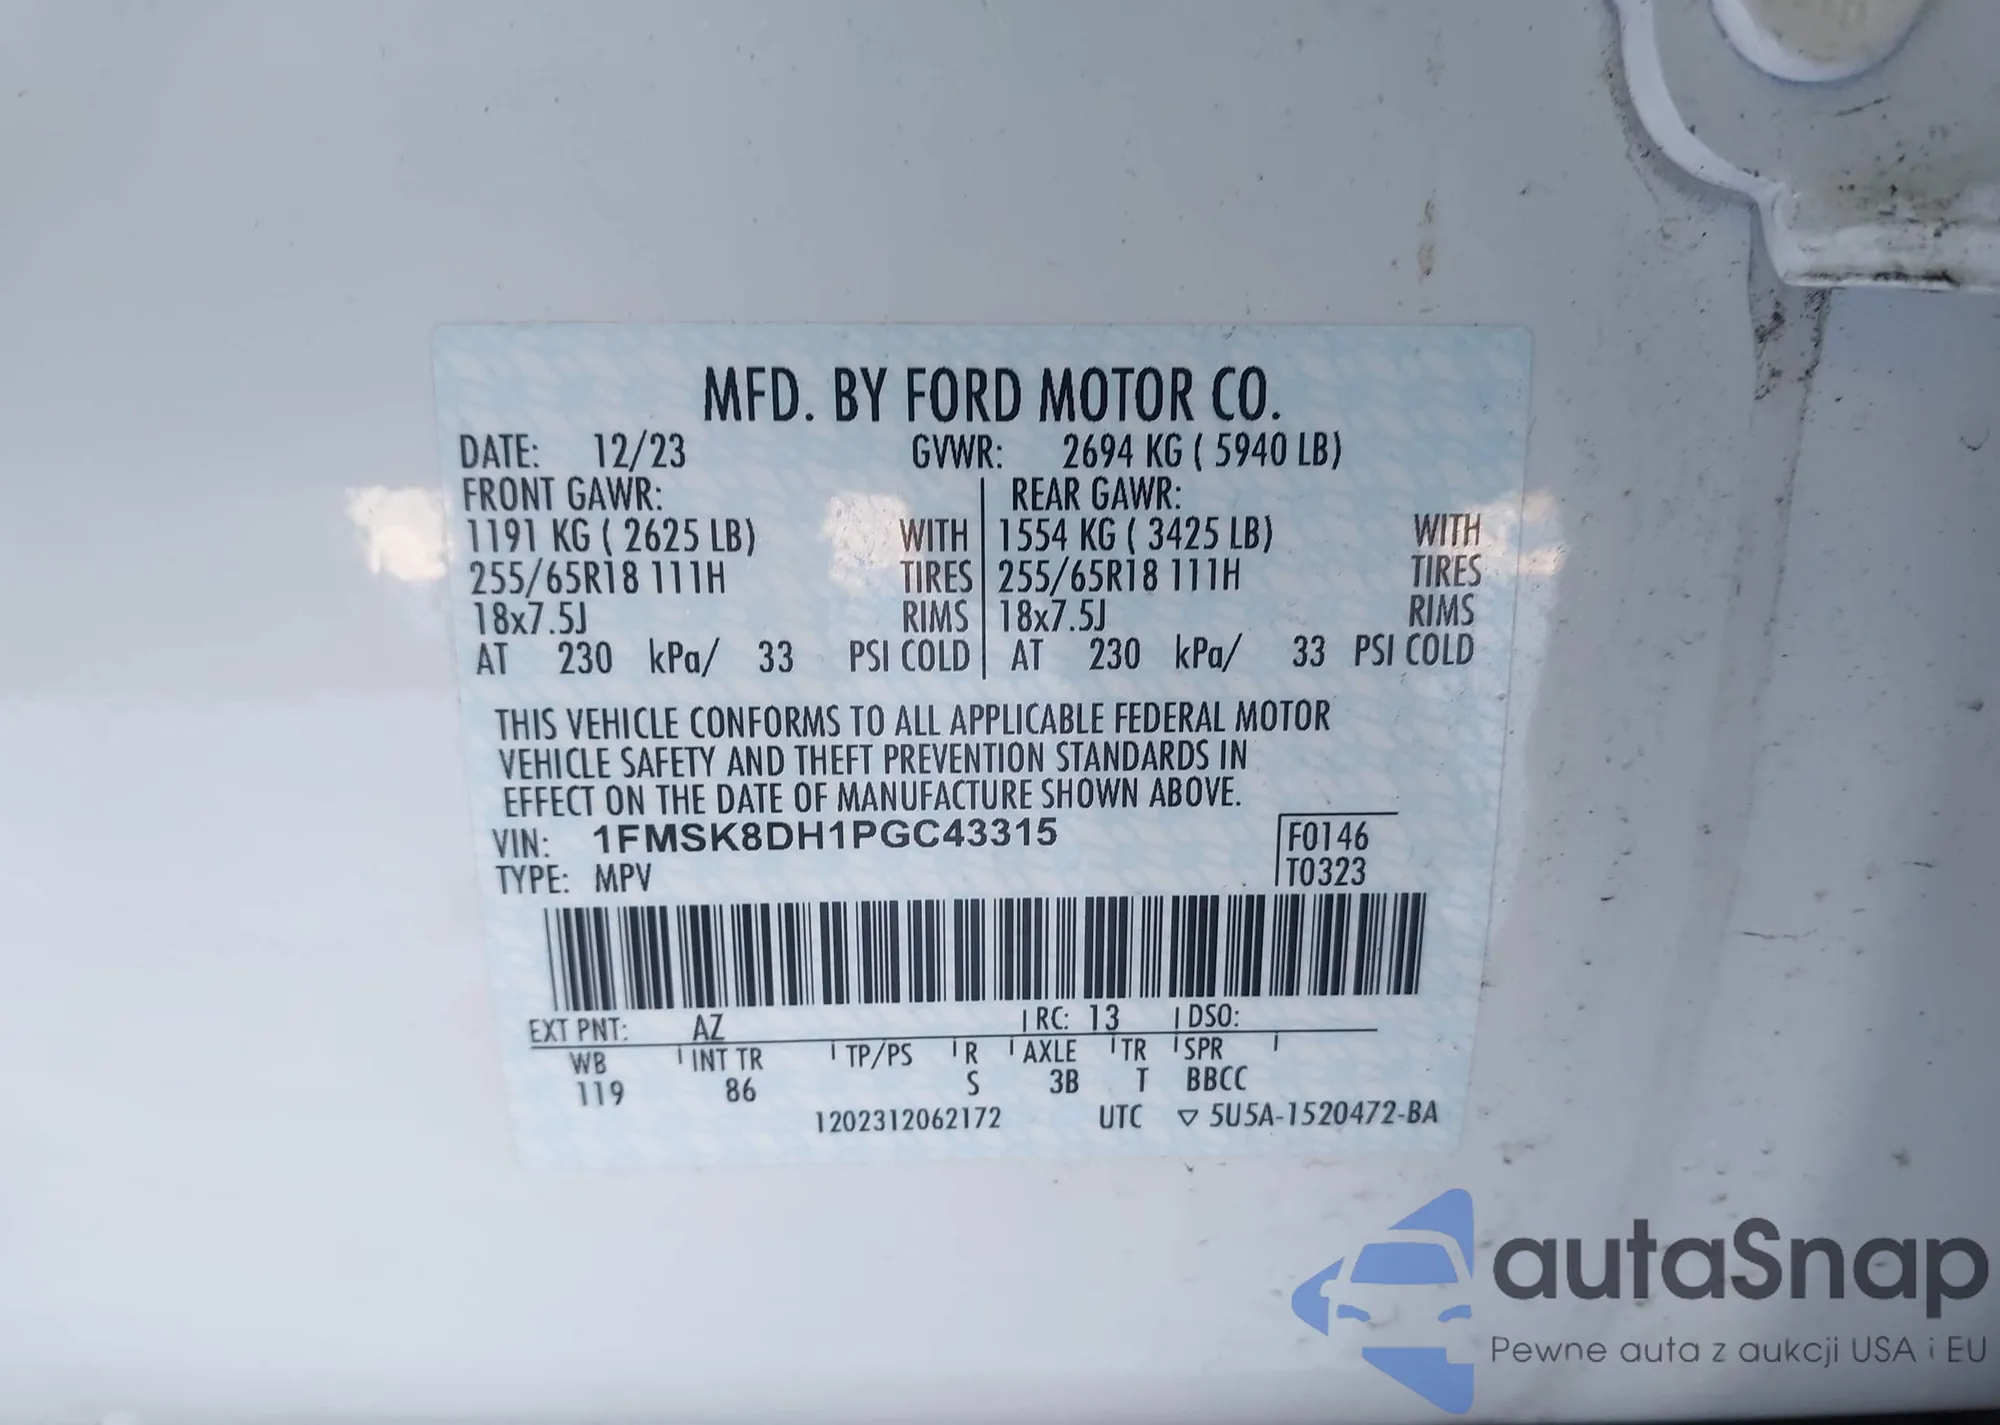 MFD. BY FORD MOTOR CO.
DATE: 12/23 GVWR: 2694 KG ( 5940 LB)
FRONT GAWR: REAR GAWR:
1191 KG ( 2625 LB) WITH 1554 KG ( 3425 LB) WITH
255/65R18 111H TIRES 255/65R18 111H TIRES
18x7.5J RIMS 18x7.5J RIMS
AT 230 kPa/ 33 PSI COLD AT 230 kPa/ 33 PSI COLD
THIS VEHICLE CONFORMS TO ALL APPLICABLE FEDERAL MOTOR
VEHICLE SAFETY AND THEFT PREVENTION STANDARDS IN
EFFECT ON THE DATE OF MANUFACTURE SHOWN ABOVE.
VIN: 1FMSK8DH1PGC43315 F0146
TYPE: MPV T0323
EXT PNT: AZ RC: 13 DSO:
WB INT TR TP/PS R AXLE TR SPR
119 86 S 3B T BBCC
1202312062172 UTC ▽ 5U5A-1520472-BA
autaSnap
Pewne auta z aukcji USA i EU